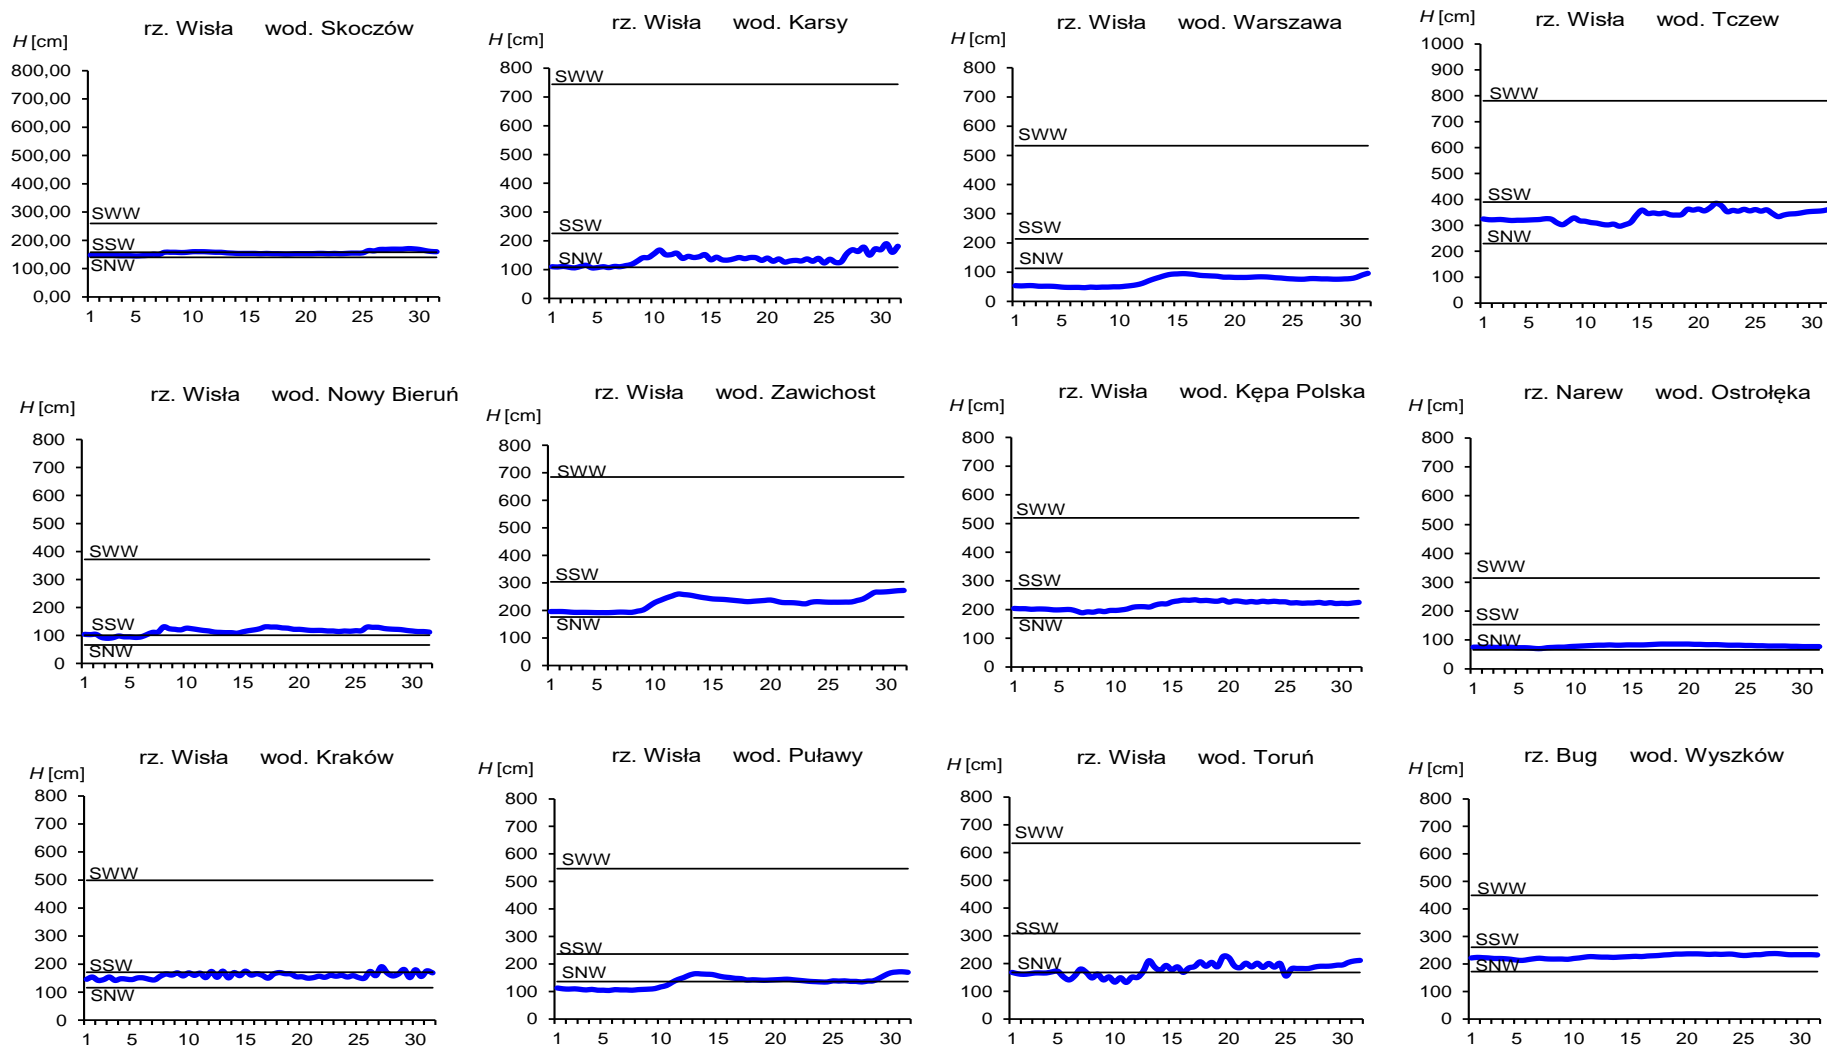 rz. Wisła wod. Skoczów
H [cm]
800,00
700,00
600,00
500,00
400,00
300,00
200,00
100,00
0,00
SWW
SSW
SNW
1 5 10 15 20 25 30
rz. Wisła wod. Karsy
H [cm]
800
700
600
500
400
300
200
100
0
SWW
SSW
SNW
1 5 10 15 20 25 30
rz. Wisła wod. Warszawa
H [cm]
800
700
600
500
400
300
200
100
0
SWW
SSW
SNW
1 5 10 15 20 25 30
rz. Wisła wod. Tczew
H [cm]
1000
900
800
700
600
500
400
300
200
100
0
SWW
SSW
SNW
1 5 10 15 20 25 30
rz. Wisła wod. Nowy Bieruń
H [cm]
800
700
600
500
400
300
200
100
0
SWW
SSW
SNW
1 5 10 15 20 25 30
rz. Wisła wod. Zawichost
H [cm]
800
700
600
500
400
300
200
100
0
SWW
SSW
SNW
1 5 10 15 20 25 30
rz. Wisła wod. Kępa Polska
H [cm]
800
700
600
500
400
300
200
100
0
SWW
SSW
SNW
1 5 10 15 20 25 30
rz. Narew wod. Ostrołęka
H [cm]
800
700
600
500
400
300
200
100
0
SWW
SSW
SNW
1 5 10 15 20 25 30
rz. Wisła wod. Kraków
H [cm]
800
700
600
500
400
300
200
100
0
SWW
SSW
SNW
1 5 10 15 20 25 30
rz. Wisła wod. Puławy
H [cm]
800
700
600
500
400
300
200
100
0
SWW
SSW
SNW
1 5 10 15 20 25 30
rz. Wisła wod. Toruń
H [cm]
800
700
600
500
400
300
200
100
0
SWW
SSW
SNW
1 5 10 15 20 25 30
rz. Bug wod. Wyszków
H [cm]
800
700
600
500
400
300
200
100
0
SWW
SSW
SNW
1 5 10 15 20 25 30